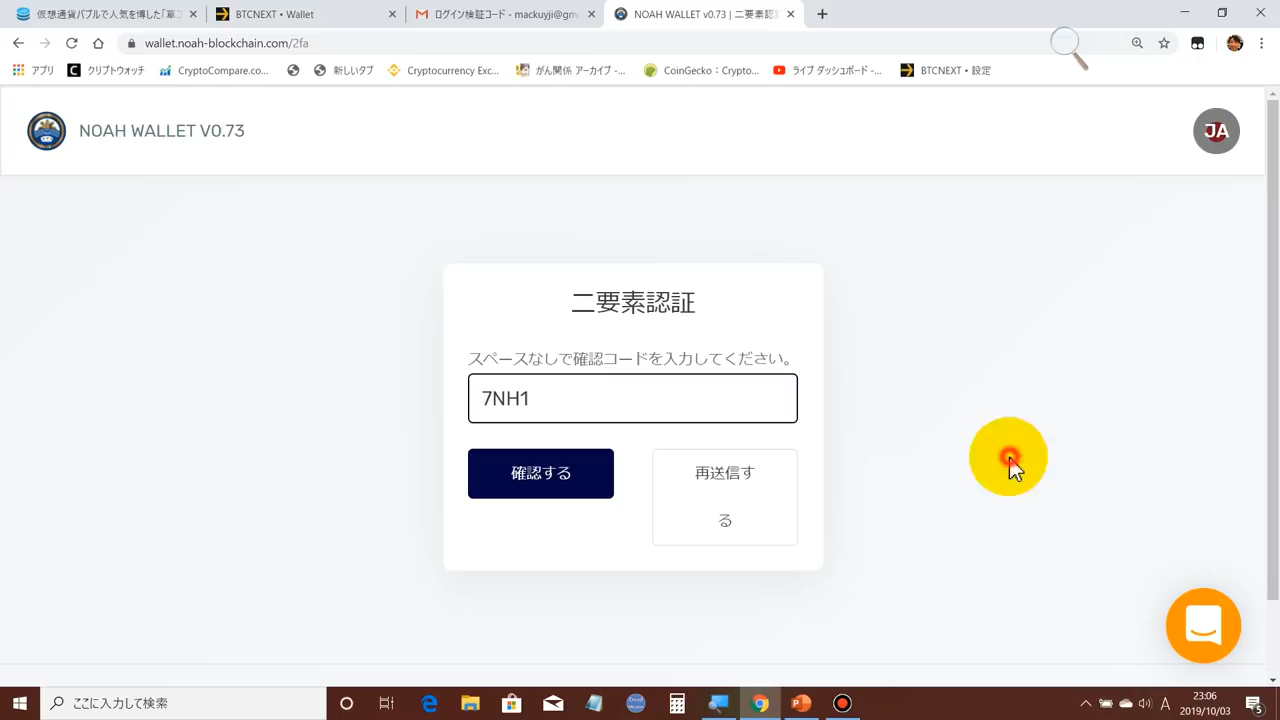 仮想通貨バブルで人気を博した「草コ
BTCNEXT • Wallet
ログイン検証コード - mackuyji@gm
NOAH WALLET v0.73 | 二要素認証
wallet.noah-blockchain.com/2fa
アプリ
クリプトウォッチ
CryptoCompare.co...
新しいタブ
Cryptocurrency Exc...
がん関係 アーカイブ -...
CoinGecko：Crypto...
ライブ ダッシュボード -...
BTCNEXT • 設定
NOAH WALLET V0.73
JA
二要素認証
スペースなしで確認コードを入力してください。
7NH1
確認する
再送信す
る
ここに入力して検索
A
23:06
2019/10/03
5